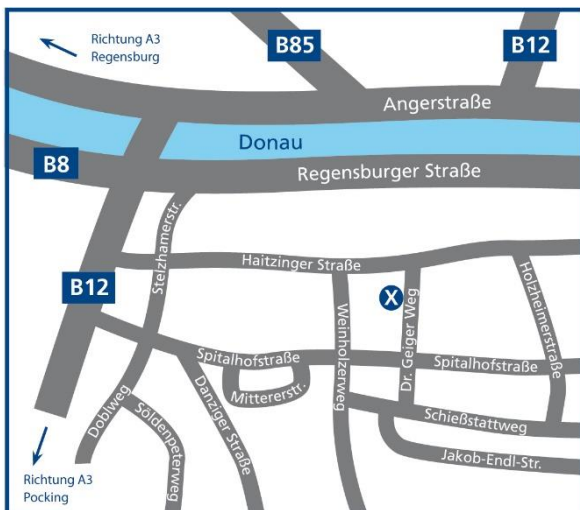 Richtung A3
Regensburg
B85
B12
Angerstraße
Donau
B8
Regensburger Straße
Stelzhamerstr.
Haitzinger Straße
B12
X
Holzheimerstraße
Weinholzerweg
Dr. Geiger Weg
Spitalhofstraße
Spitalhofstraße
Mittererstr.
Danziger Straße
Doblweg
Söldenpeterweg
Schießstattweg
Jakob-Endl-Str.
Richtung A3
Pocking